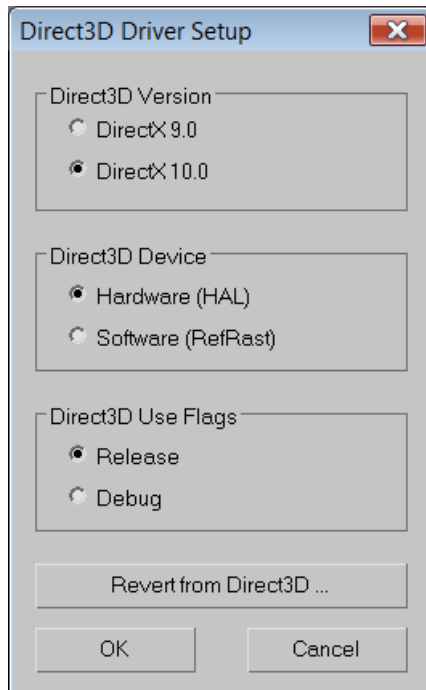 Direct3D Driver Setup
Direct3D Version
DirectX 9.0
DirectX 10.0
Direct3D Device
Hardware (HAL)
Software (RefRast)
Direct3D Use Flags
Release
Debug
Revert from Direct3D ...
OK
Cancel